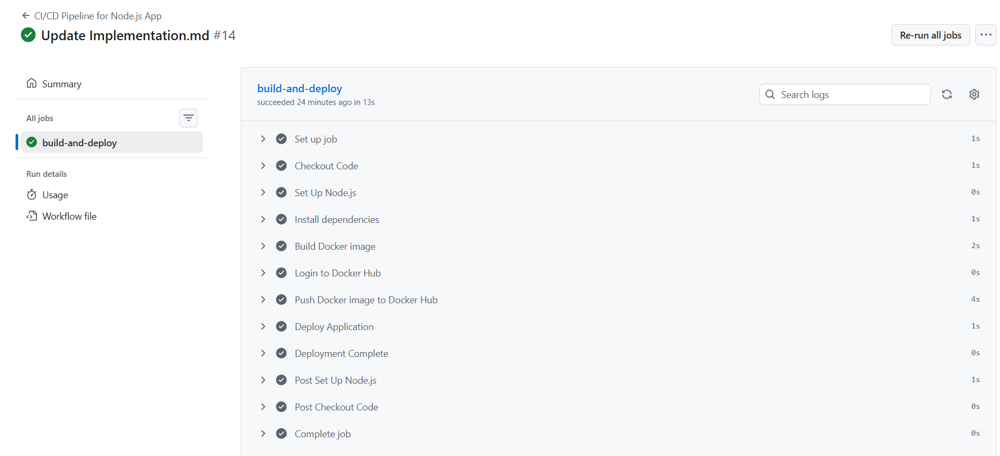 CI/CD Pipeline for Node.js App
Update Implementation.md #14
Re-run all jobs
Summary
All jobs
build-and-deploy
Run details
Usage
Workflow file
build-and-deploy
succeeded 24 minutes ago in 13s
Search logs
Set up job 1s
Checkout Code 1s
Set Up Node.js 0s
Install dependencies 1s
Build Docker image 2s
Login to Docker Hub 0s
Push Docker image to Docker Hub 4s
Deploy Application 1s
Deployment Complete 0s
Post Set Up Node.js 1s
Post Checkout Code 0s
Complete job 0s